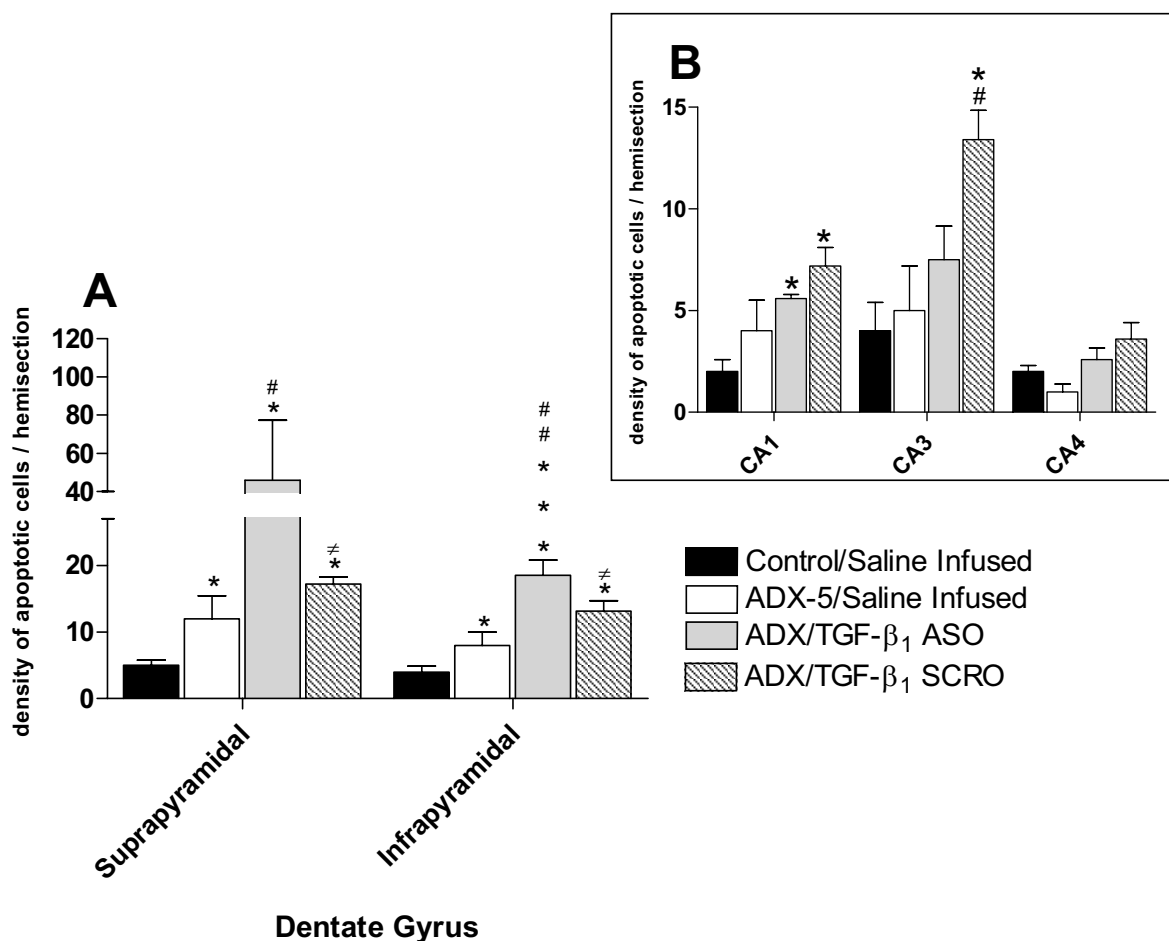 B
*
#
15
10
5
0
density of apoptotic cells / hemisection
*
*
CA1
CA3
CA4
A
120
100
80
60
40
20
10
0
density of apoptotic cells / hemisection
*
#
*
≠
*
*
#
#
*
*
*
≠
*
Suprapyramidal
Infrapyramidal
Dentate Gyrus
Control/Saline Infused
ADX-5/Saline Infused
ADX/TGF-β₁ ASO
ADX/TGF-β₁ SCRO